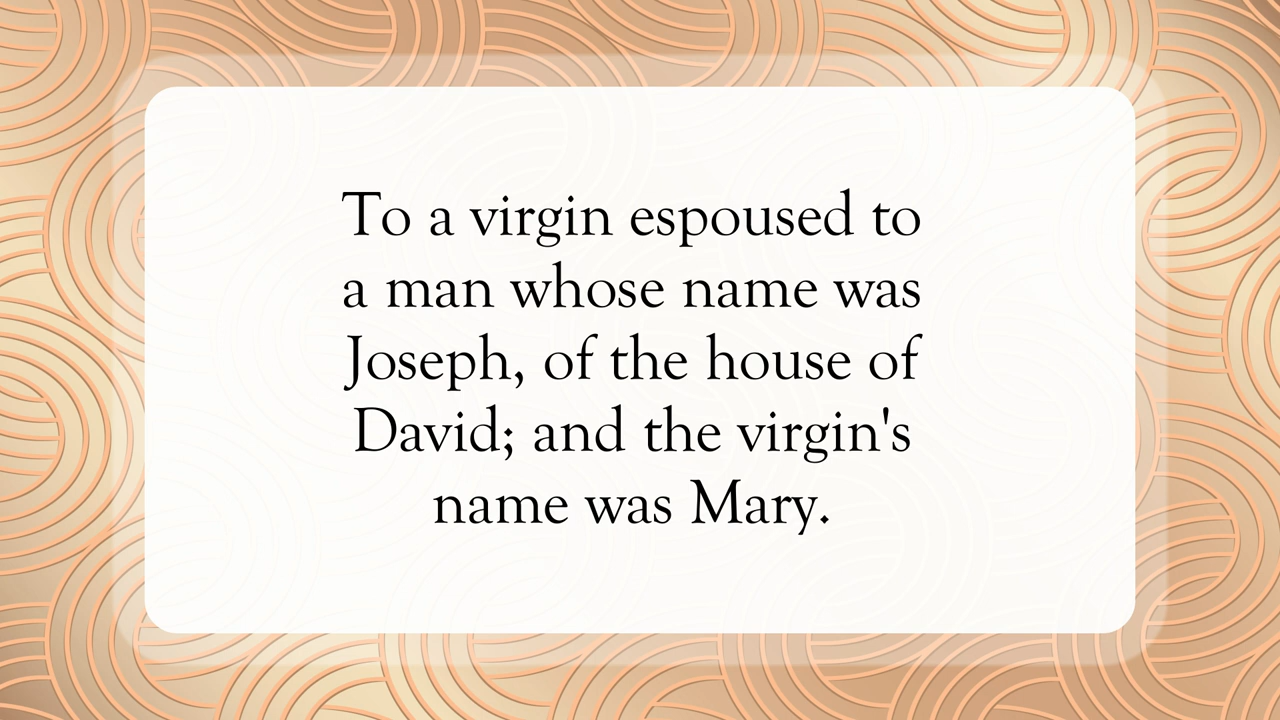 To a virgin espoused to
a man whose name was
Joseph, of the house of
David; and the virgin's
name was Mary.